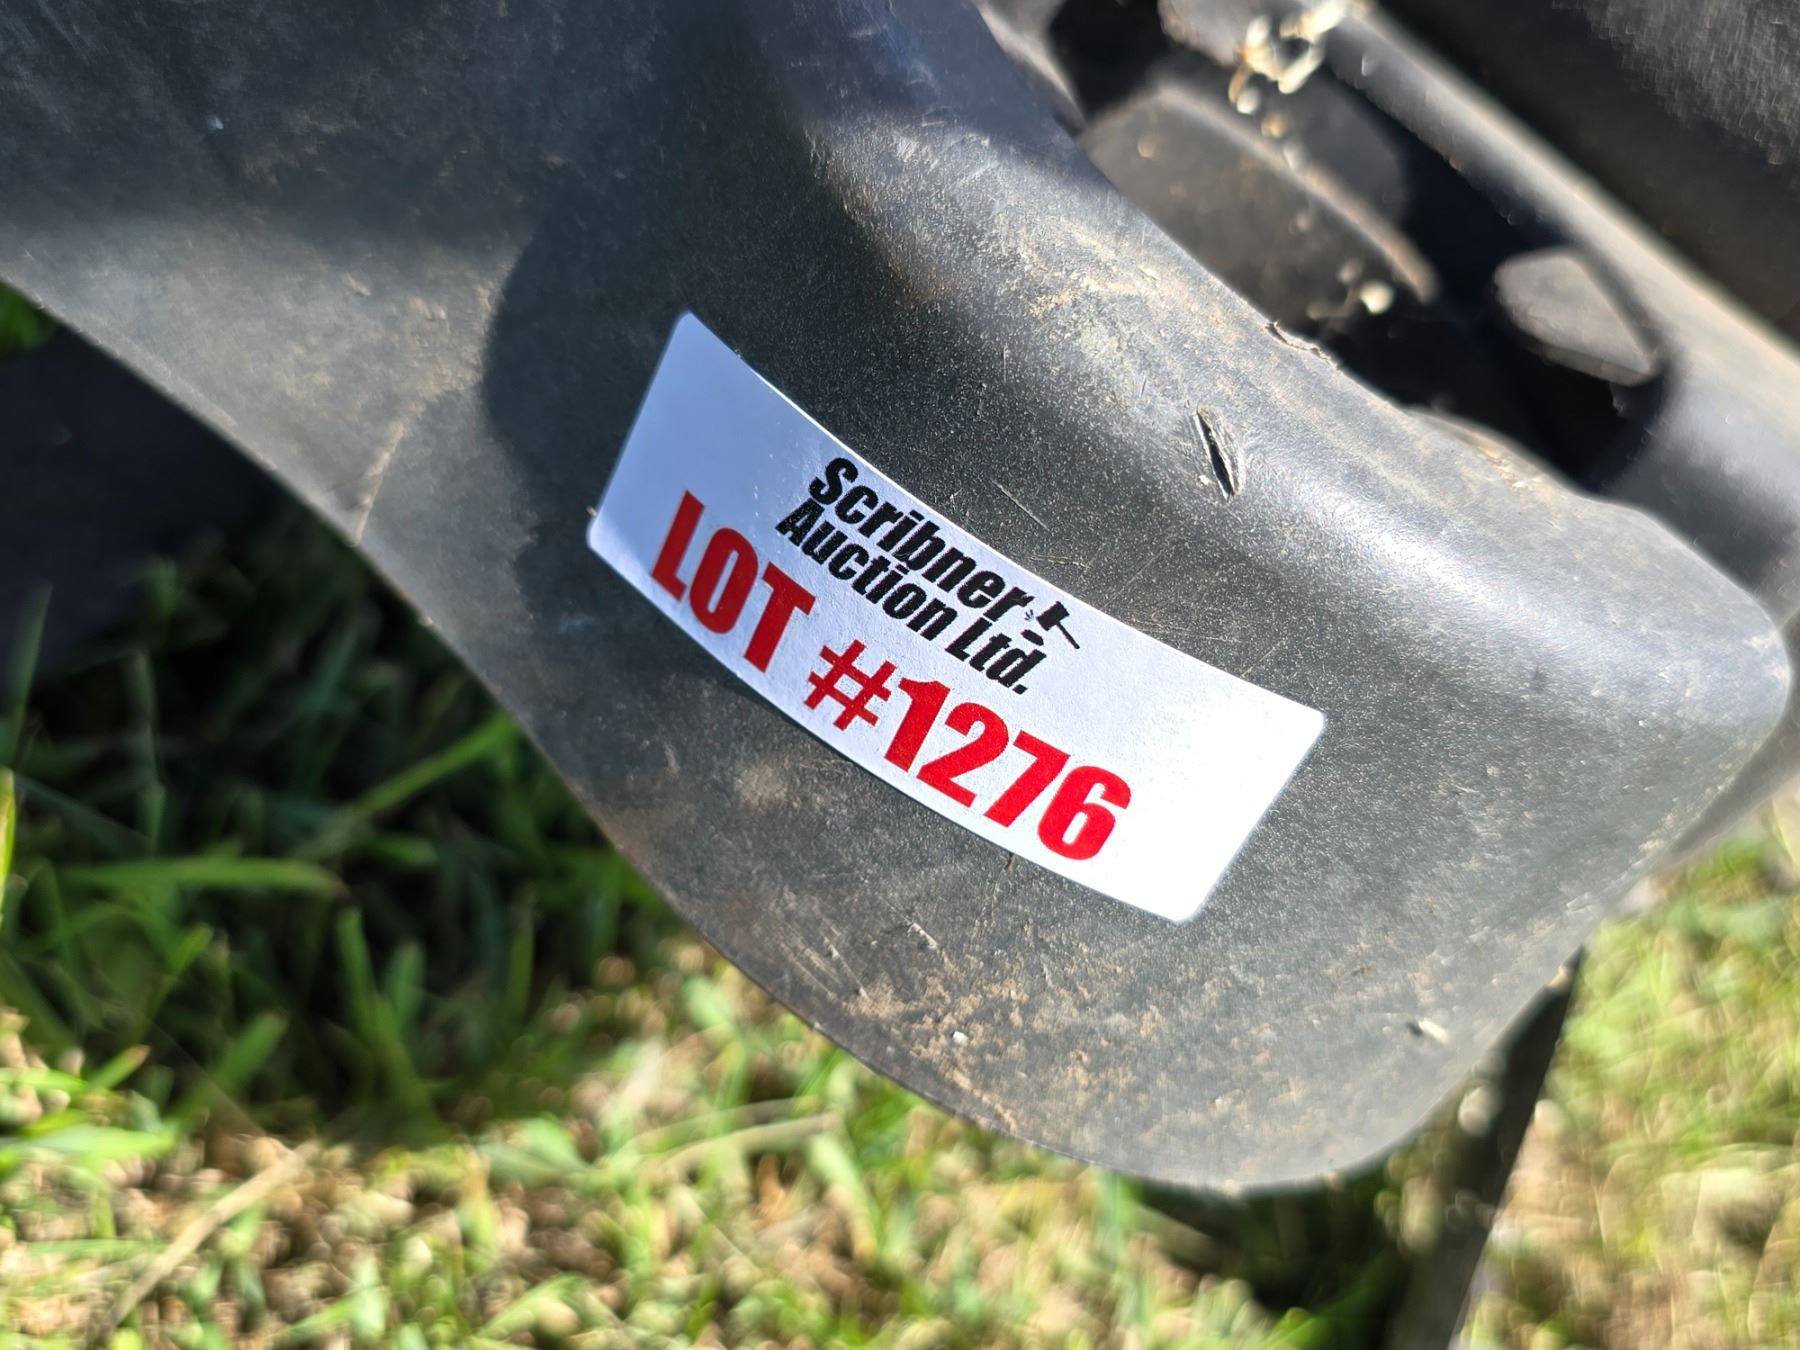 Scribner
Auction Ltd.
LOT #1276